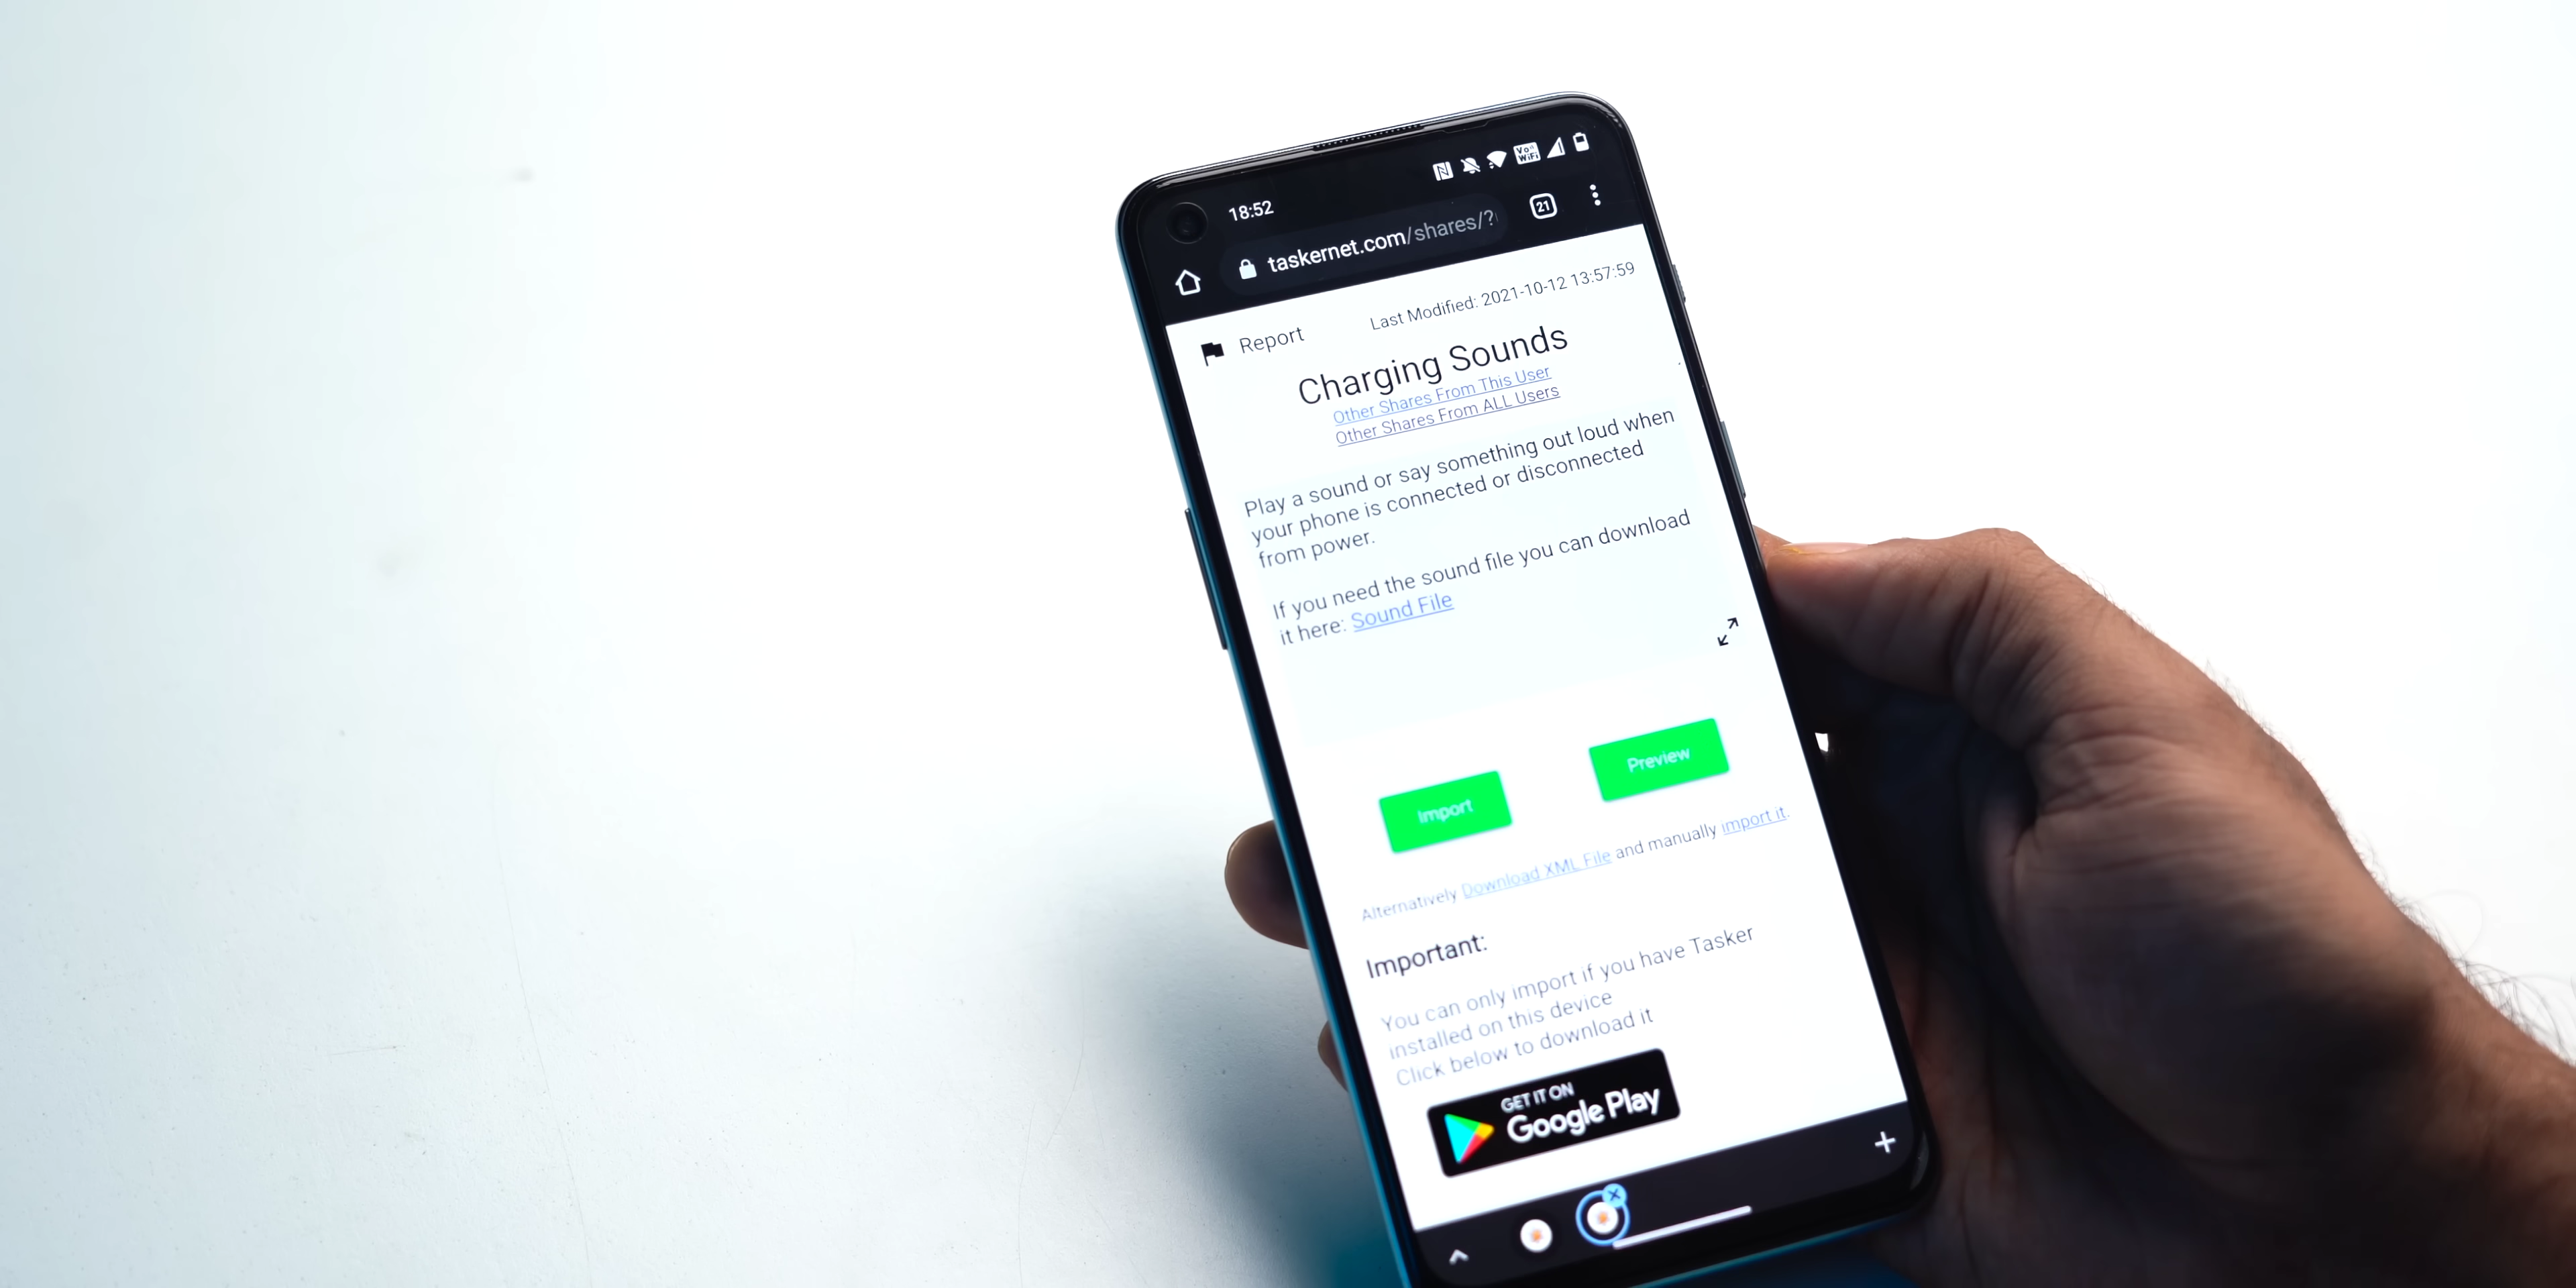 18:52
Vo
WiFi
taskernet.com/shares/?
21
Report
Last Modified: 2021-10-12 13:57:59
Charging Sounds
Other Shares From This User
Other Shares From ALL Users
Play a sound or say something out loud when
your phone is connected or disconnected
from power.
If you need the sound file you can download
it here: Sound File
Import
Preview
Alternatively Download XML File and manually import it.
Important:
You can only import if you have Tasker
installed on this device
Click below to download it
GET IT ON
Google Play